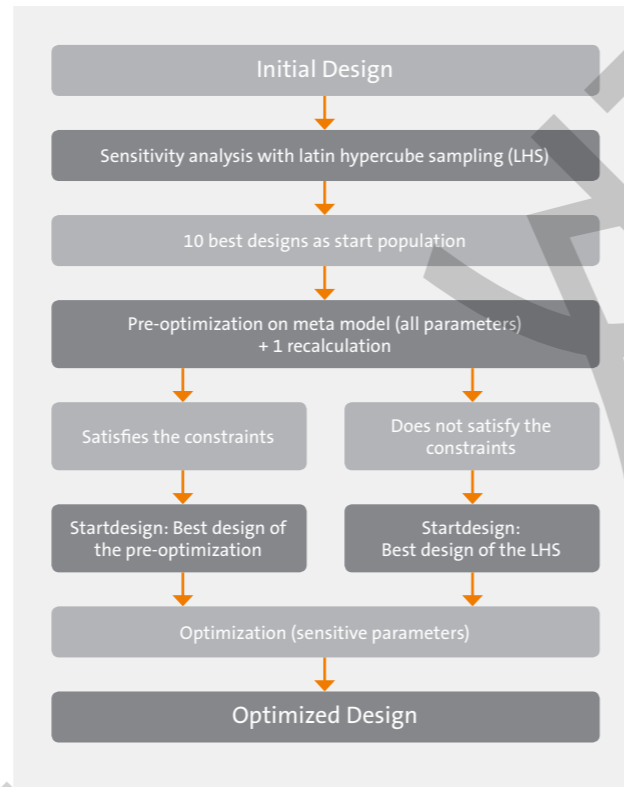 Initial Design
Sensitivity analysis with latin hypercube sampling (LHS)
10 best designs as start population
Pre-optimization on meta model (all parameters)
+ 1 recalculation
Satisfies the constraints
Does not satisfy the
constraints
Startdesign: Best design of
the pre-optimization
Startdesign:
Best design of the LHS
Optimization (sensitive parameters)
Optimized Design